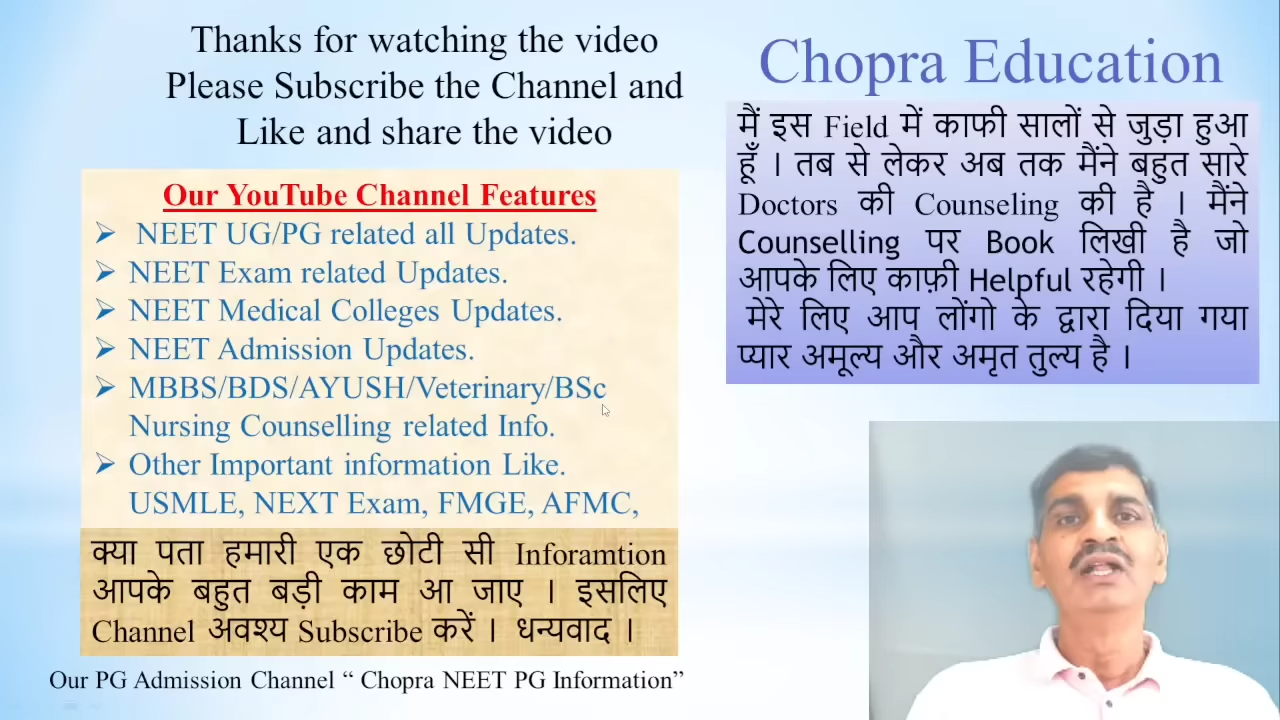 Thanks for watching the video
Please Subscribe the Channel and
Like and share the video
Our YouTube Channel Features
➢ NEET UG/PG related all Updates.
➢ NEET Exam related Updates.
➢ NEET Medical Colleges Updates.
➢ NEET Admission Updates.
➢ MBBS/BDS/AYUSH/Veterinary/BSc
Nursing Counselling related Info.
➢ Other Important information Like.
USMLE, NEXT Exam, FMGE, AFMC,
क्या पता हमारी एक छोटी सी Inforamtion
आपके बहुत बड़ी काम आ जाए । इसलिए
Channel अवश्य Subscribe करें । धन्यवाद ।
Our PG Admission Channel “ Chopra NEET PG Information”
Chopra Education
मैं इस Field में काफी सालों से जुड़ा हुआ
हूँ । तब से लेकर अब तक मैंने बहुत सारे
Doctors की Counseling की है । मैंने
Counselling पर Book लिखी है जो
आपके लिए काफ़ी Helpful रहेगी ।
मेरे लिए आप लोंगो के द्वारा दिया गया
प्यार अमूल्य और अमृत तुल्य है ।